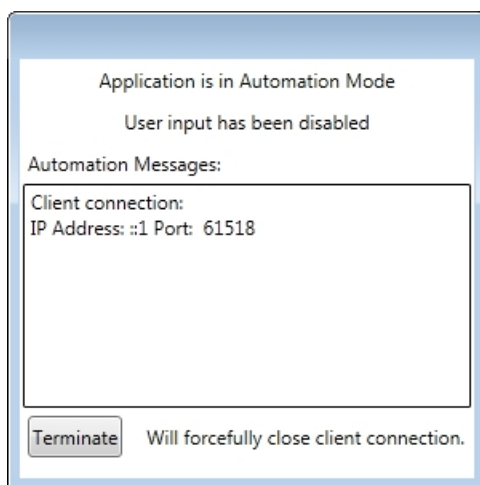 Application is in Automation Mode
User input has been disabled
Automation Messages:
Client connection:
IP Address: ::1 Port:  61518
Terminate
Will forcefully close client connection.